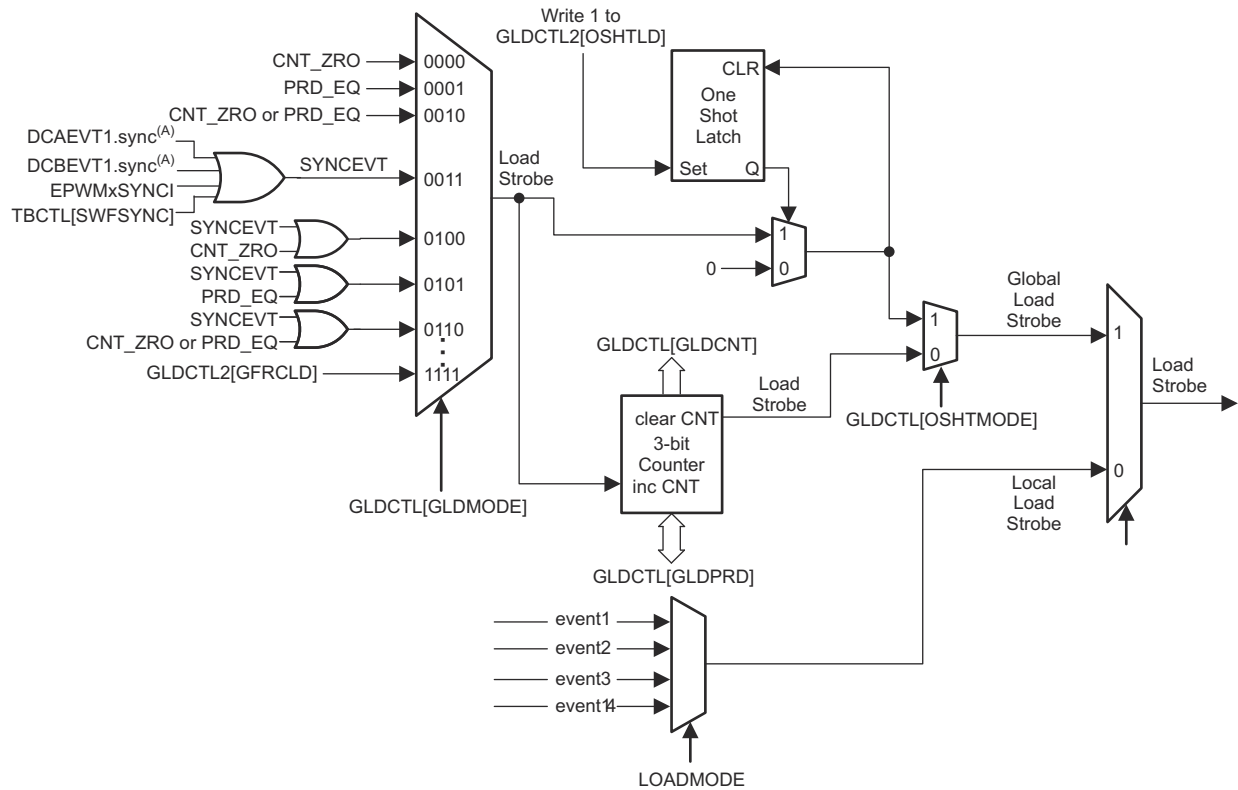 Write 1 to
GLDCTL2[OSHTLD]
CNT_ZRO
0000
PRD_EQ
0001
CNT_ZRO or PRD_EQ
0010
DCAEVT1.sync(A)
DCBEVT1.sync(A)
EPWMxSYNCI
TBCTL[SWFSYNC]
SYNCEVT
0011
SYNCEVT
CNT_ZRO
0100
SYNCEVT
PRD_EQ
0101
SYNCEVT
CNT_ZRO or PRD_EQ
0110
GLDCTL2[GFRCLD]
1111
GLDCTL[GLDMODE]
Load
Strobe
CLR
One
Shot
Latch
Set
Q
1
0
0
GLDCTL[GLDCNT]
clear CNT
3-bit
Counter
inc CNT
GLDCTL[GLDPRD]
Load
Strobe
1
0
GLDCTL[OSHTMODE]
Global
Load
Strobe
1
0
Local
Load
Strobe
Load
Strobe
event1
event2
event3
LOADMODE